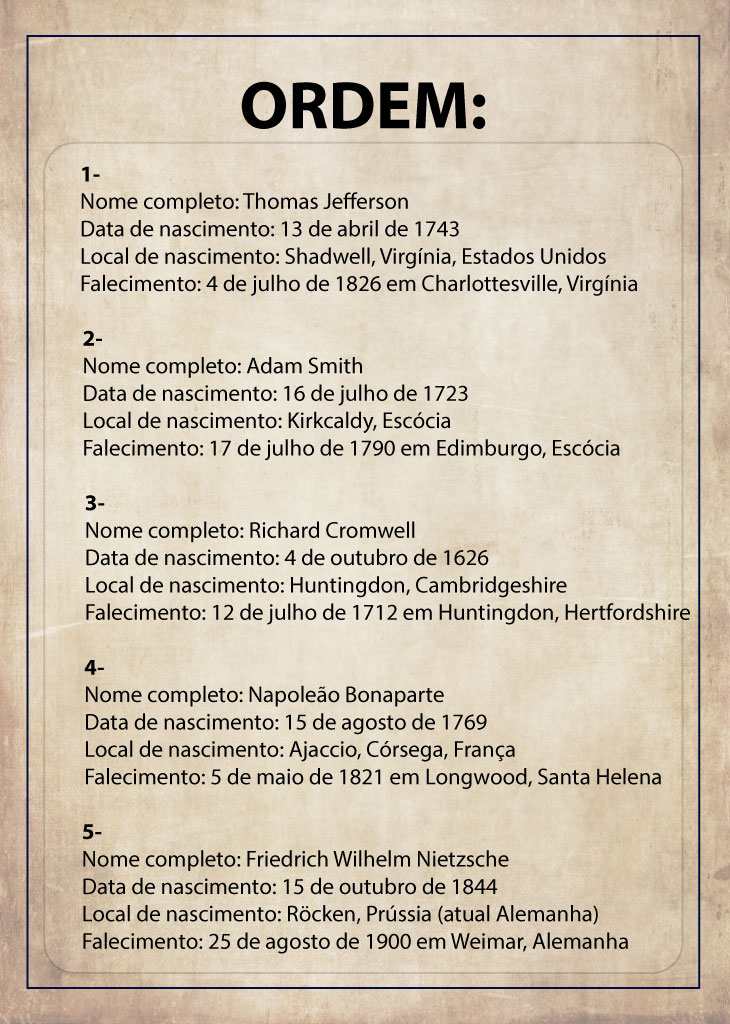 ORDEM:
1-
Nome completo: Thomas Jefferson
Data de nascimento: 13 de abril de 1743
Local de nascimento: Shadwell, Virgínia, Estados Unidos
Falecimento: 4 de julho de 1826 em Charlottesville, Virgínia
2-
Nome completo: Adam Smith
Data de nascimento: 16 de julho de 1723
Local de nascimento: Kirkcaldy, Escócia
Falecimento: 17 de julho de 1790 em Edimburgo, Escócia
3-
Nome completo: Richard Cromwell
Data de nascimento: 4 de outubro de 1626
Local de nascimento: Huntingdon, Cambridgeshire
Falecimento: 12 de julho de 1712 em Huntingdon, Hertfordshire
4-
Nome completo: Napoleão Bonaparte
Data de nascimento: 15 de agosto de 1769
Local de nascimento: Ajaccio, Córsega, França
Falecimento: 5 de maio de 1821 em Longwood, Santa Helena
5-
Nome completo: Friedrich Wilhelm Nietzsche
Data de nascimento: 15 de outubro de 1844
Local de nascimento: Röcken, Prússia (atual Alemanha)
Falecimento: 25 de agosto de 1900 em Weimar, Alemanha